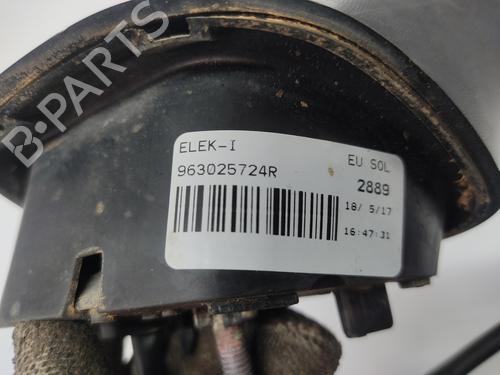 ELEK-I
EU SOL
963025724R
2889
18/ 5/17
16:47:31
B-Parts